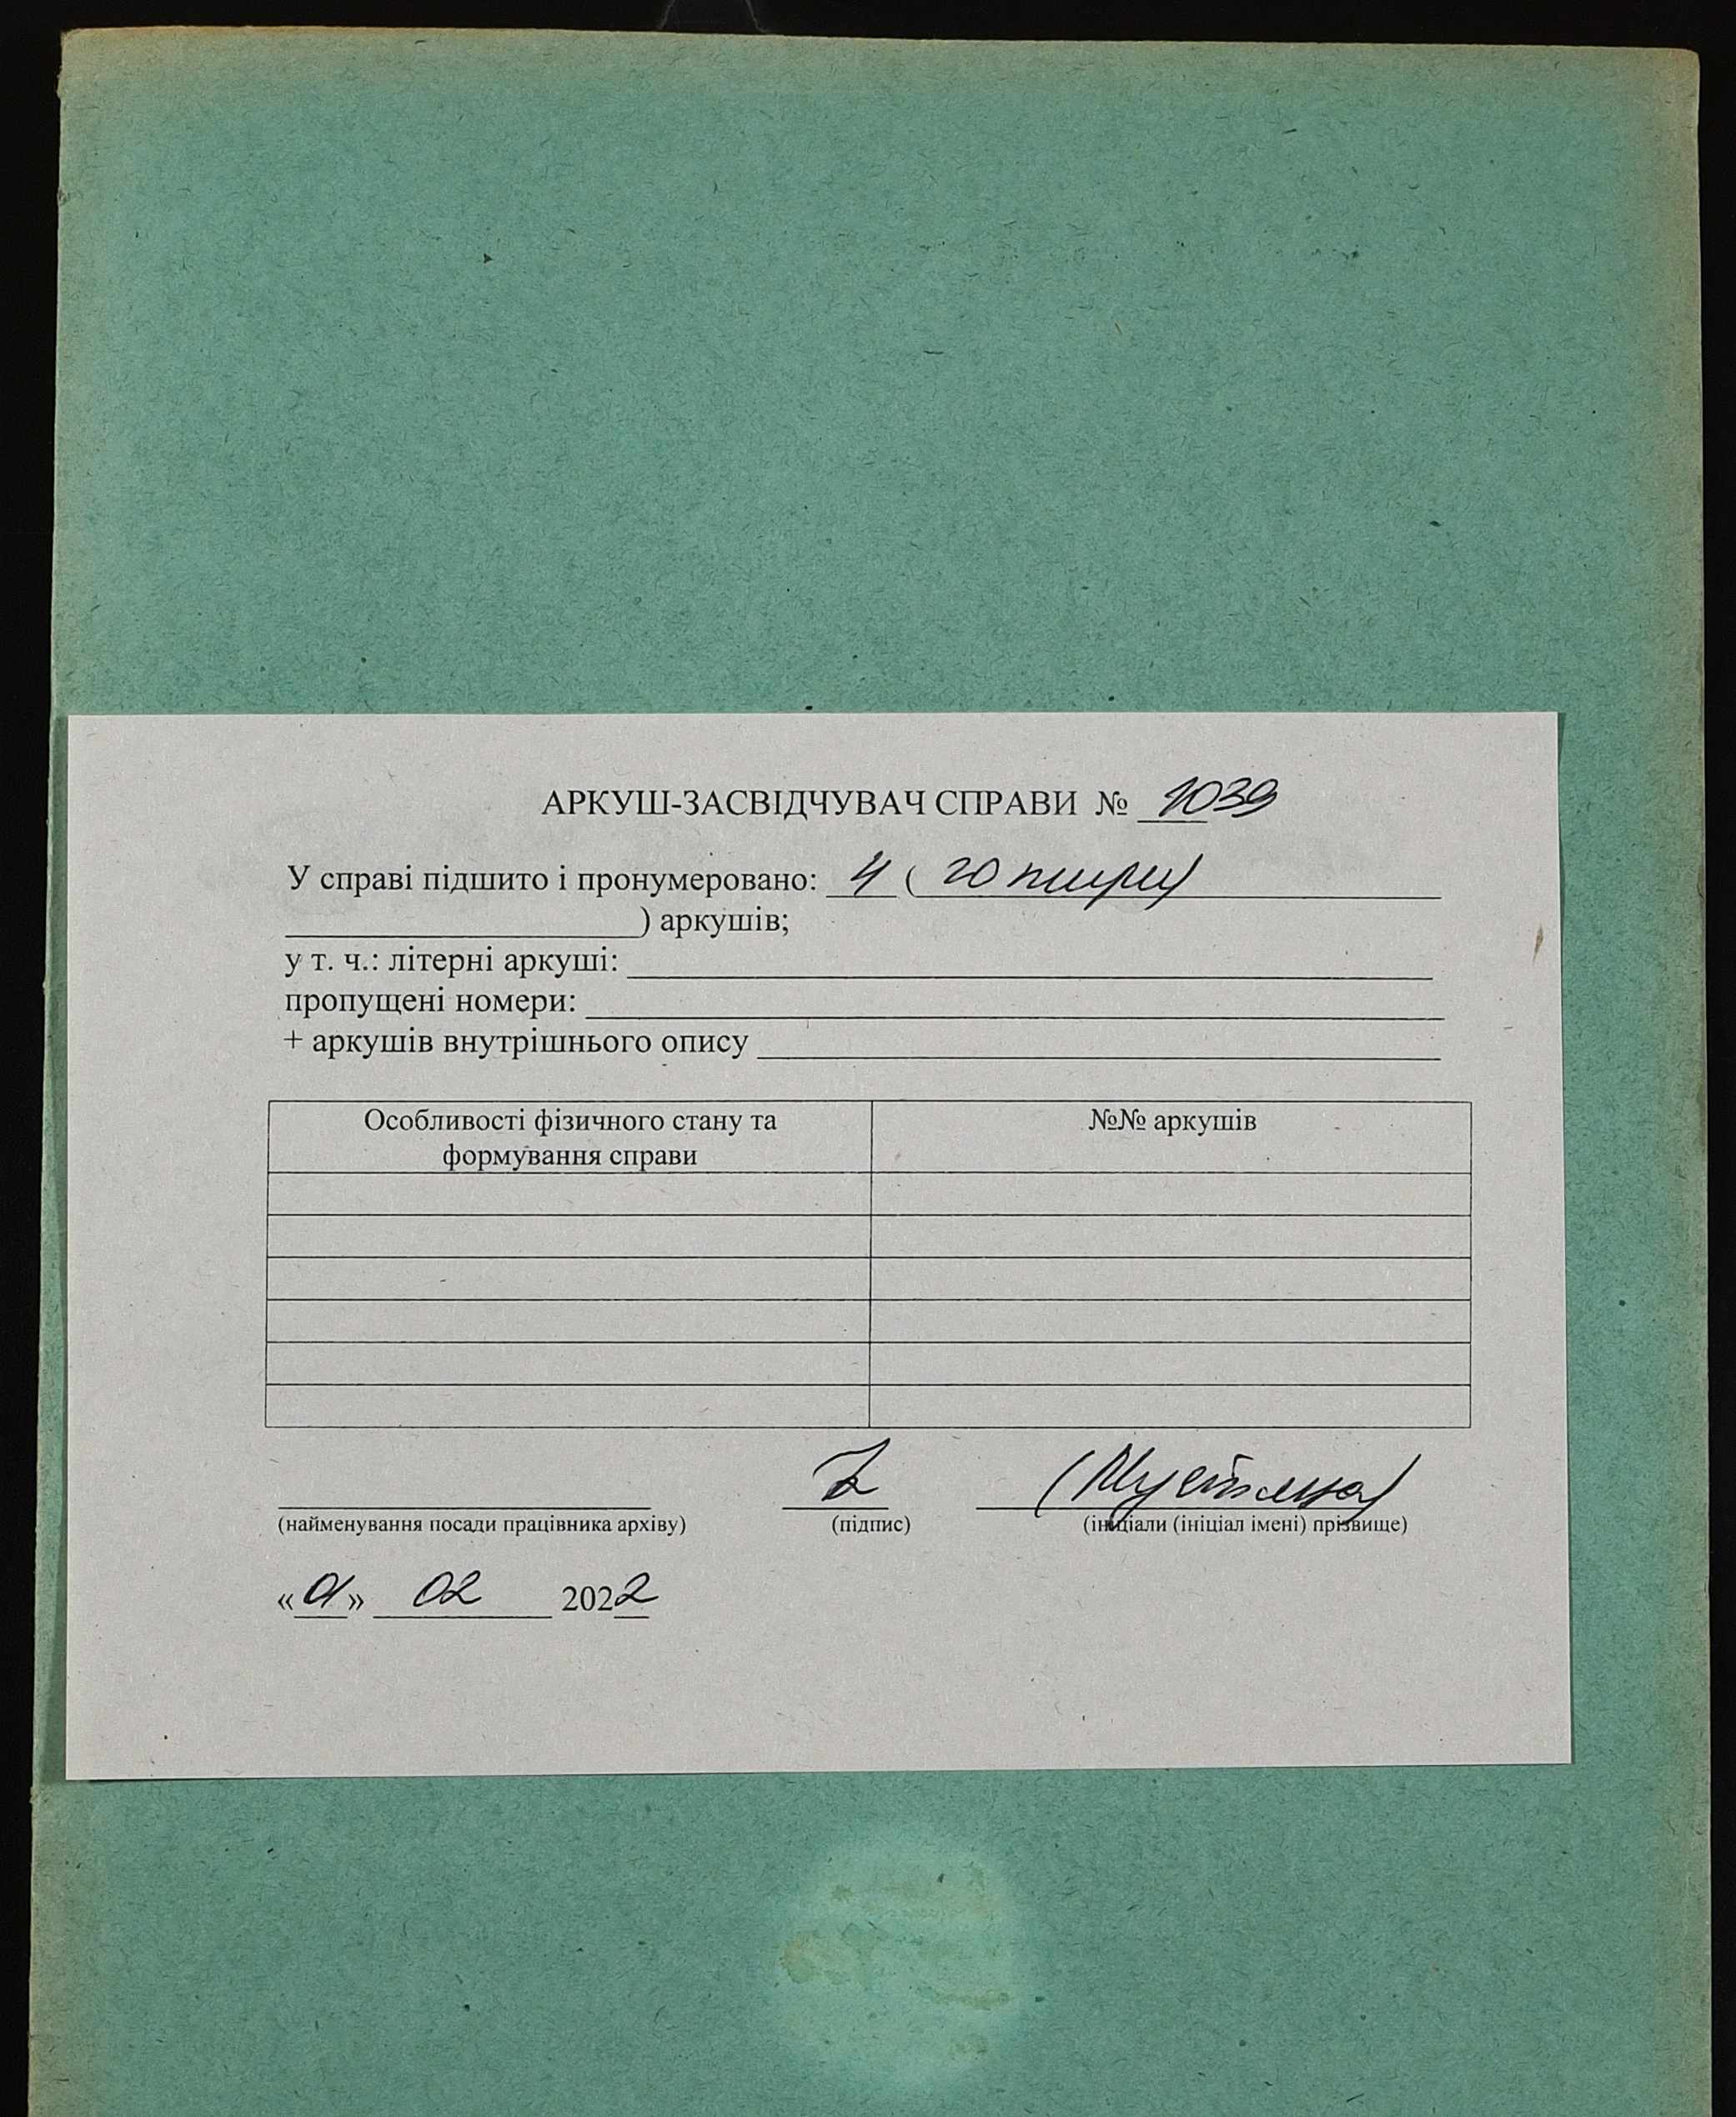 АРКУШ-ЗАСВІДЧУВАЧ СПРАВИ № 1039
У справі підшито і пронумеровано: 4 ( чотири)
) аркушів;
у т. ч.: літерні аркуші:
пропущені номери:
+ аркушів внутрішнього опису
Особливості фізичного стану та
формування справи
№№ аркушів
(найменування посади працівника архіву)
(підпис)
(ініціали (ініціал імені) прізвище)
«01» 02 2022